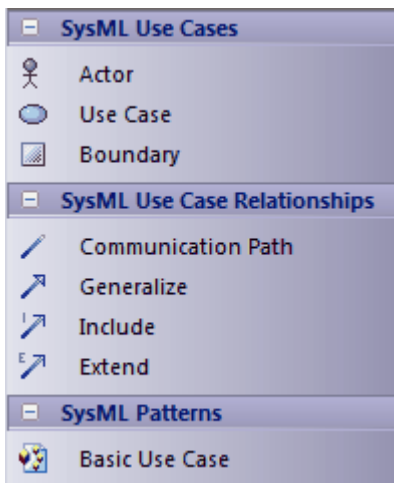 SysML Use Cases
Actor
Use Case
Boundary
SysML Use Case Relationships
Communication Path
Generalize
I
Include
E
Extend
SysML Patterns
Basic Use Case